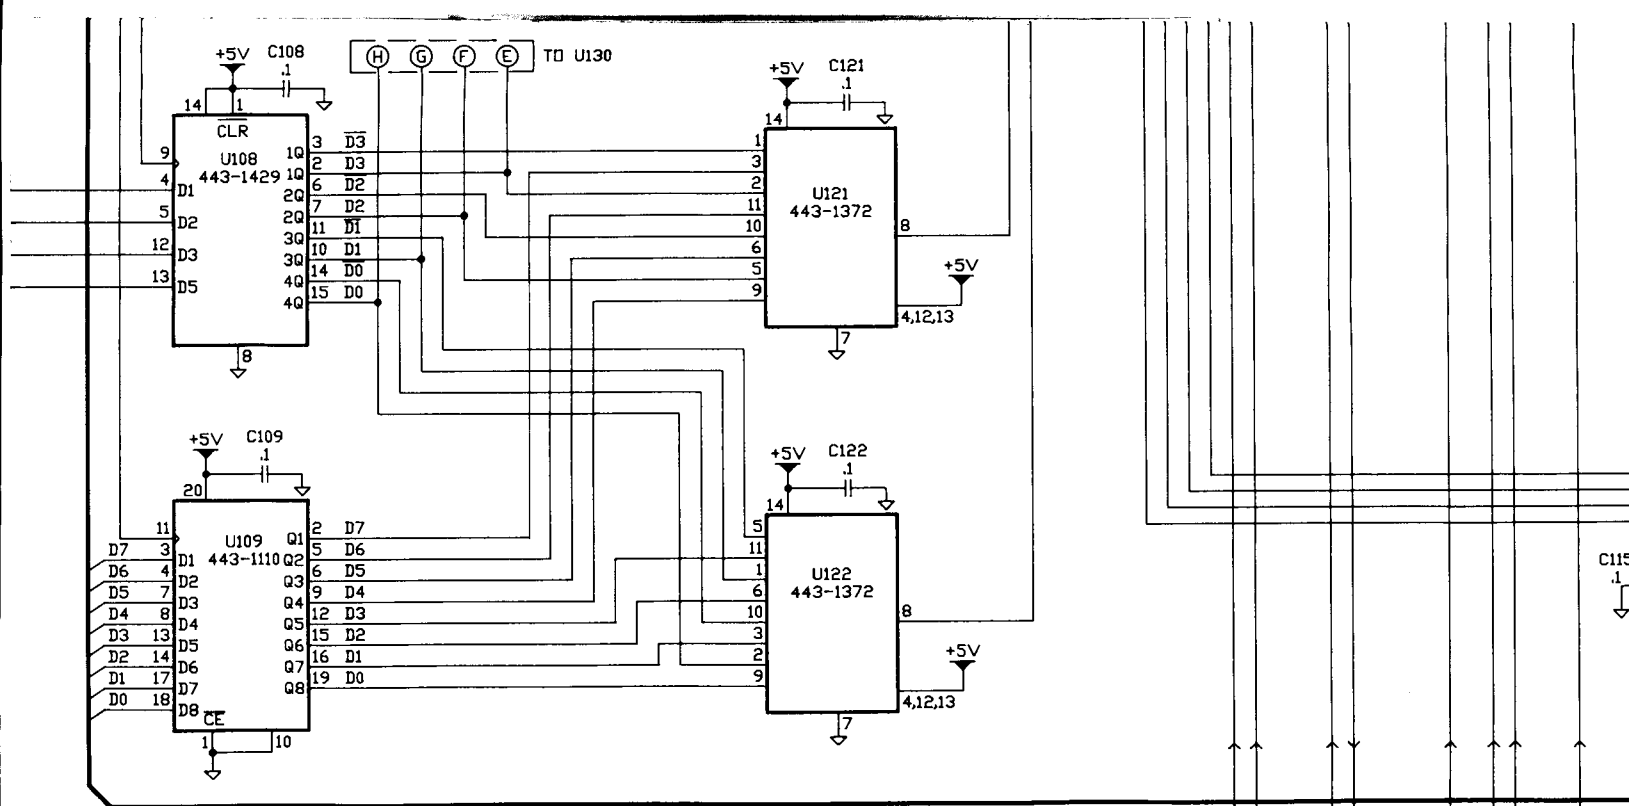 +5V C108
.1
H G F E TO U130
14 1
CLR
U108
443-1429
9
4 D1
5 D2
12 D3
13 D5
1Q 3 D3
1Q 2 D3
2Q 6 D2
2Q 7 D2
3Q 11 D1
3Q 10 D1
4Q 14 D0
4Q 15 D0
8
+5V C121
.1
14
1
3
2
11
10
6
5
9
U121
443-1372
8
+5V
4,12,13
7
+5V C109
.1
20
11
U109
443-1110
D7 3 D1
D6 4 D2
D5 7 D3
D4 8 D4
D3 13 D5
D2 14 D6
D1 17 D7
D0 18 D8
CE
1 10
Q1 2 D7
Q2 5 D6
Q3 6 D5
Q4 9 D4
Q5 12 D3
Q6 15 D2
Q7 16 D1
Q8 19 D0
+5V C122
.1
14
5
11
1
6
10
3
2
9
U122
443-1372
8
+5V
4,12,13
7
C115
.1